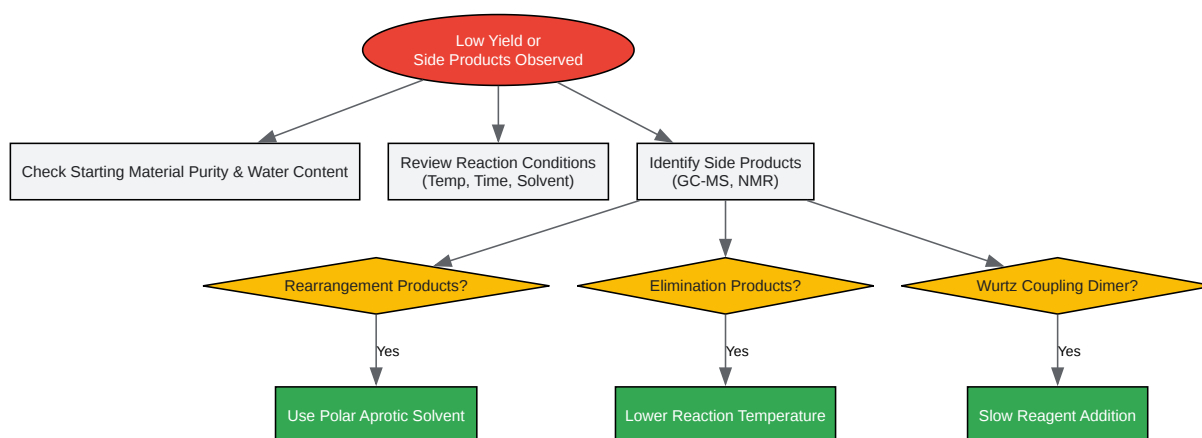 Low Yield or
Side Products Observed
Check Starting Material Purity & Water Content
Review Reaction Conditions
(Temp, Time, Solvent)
Identify Side Products
(GC-MS, NMR)
Rearrangement Products?
Elimination Products?
Wurtz Coupling Dimer?
Yes
Yes
Yes
Use Polar Aprotic Solvent
Lower Reaction Temperature
Slow Reagent Addition